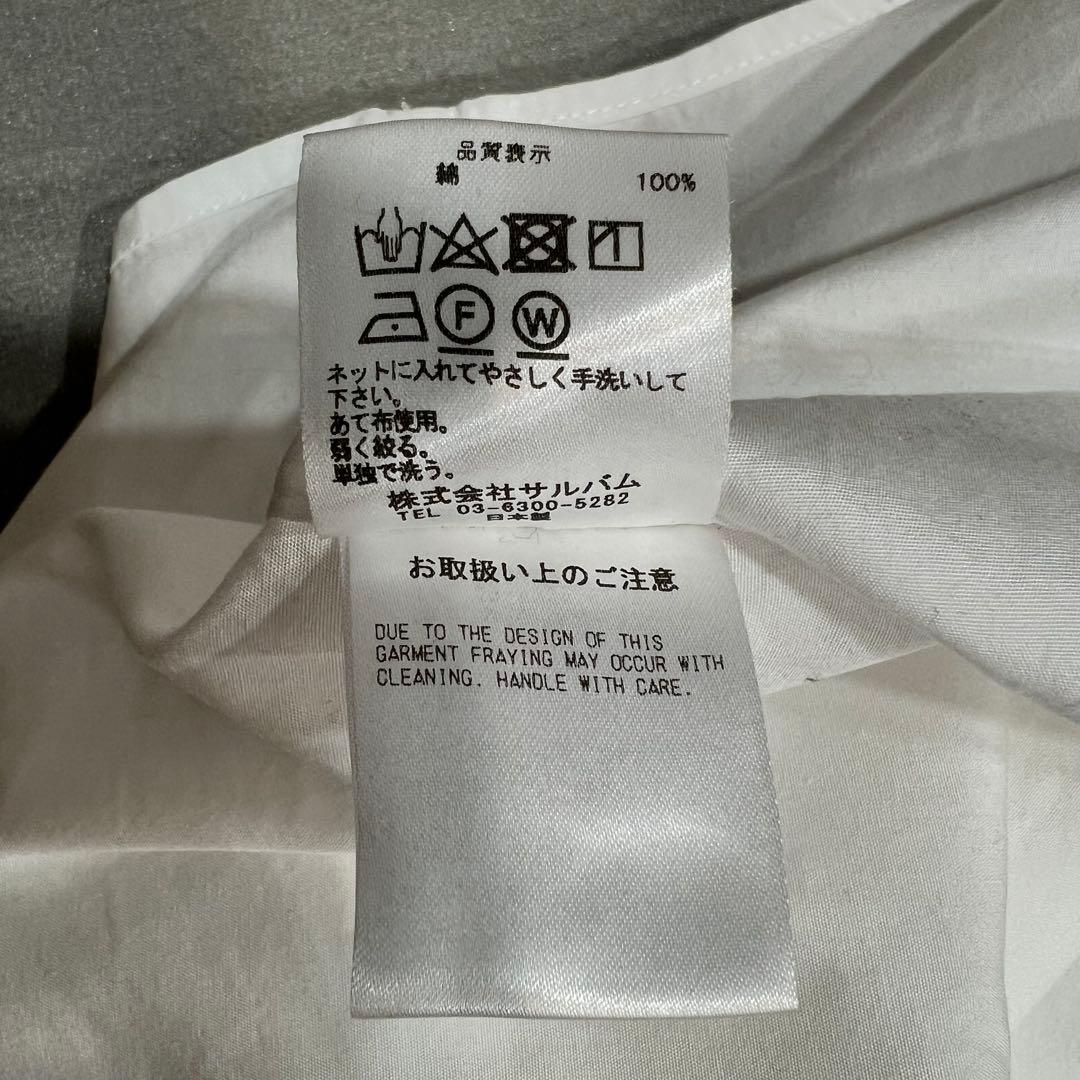 品質表示
綿 100%
F W
ネットに入れてやさしく手洗いして
下さい。
あて布使用。
弱く絞る。
単独で洗う。
株式会社サルバム
TEL 03-6300-5282
日本製
お取扱い上のご注意
DUE TO THE DESIGN OF THIS
GARMENT FRAYING MAY OCCUR WITH
CLEANING. HANDLE WITH CARE.